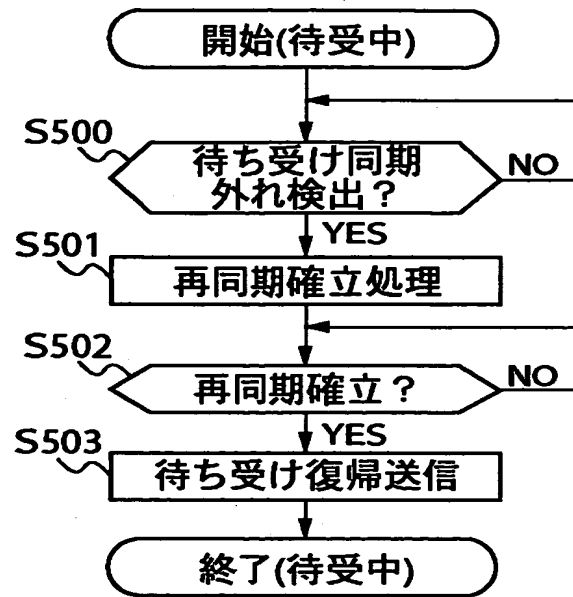 開始(待受中)
S500
待ち受け同期
外れ検出？
NO
YES
S501
再同期確立処理
S502
再同期確立？
NO
YES
S503
待ち受け復帰送信
終了(待受中)